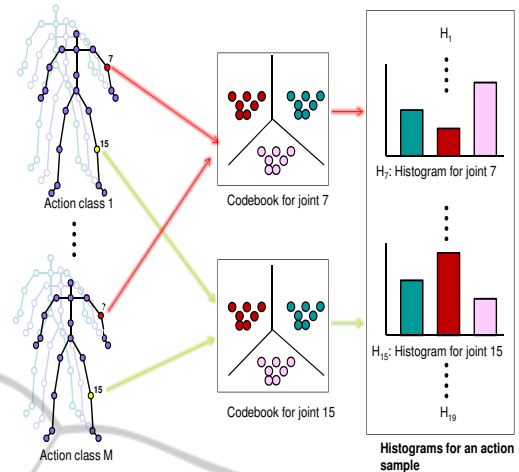 7
15
Action class 1
7
15
Action class M
Codebook for joint 7
Codebook for joint 15
H1
H7: Histogram for joint 7
H15: Histogram for joint 15
H19
Histograms for an action
sample